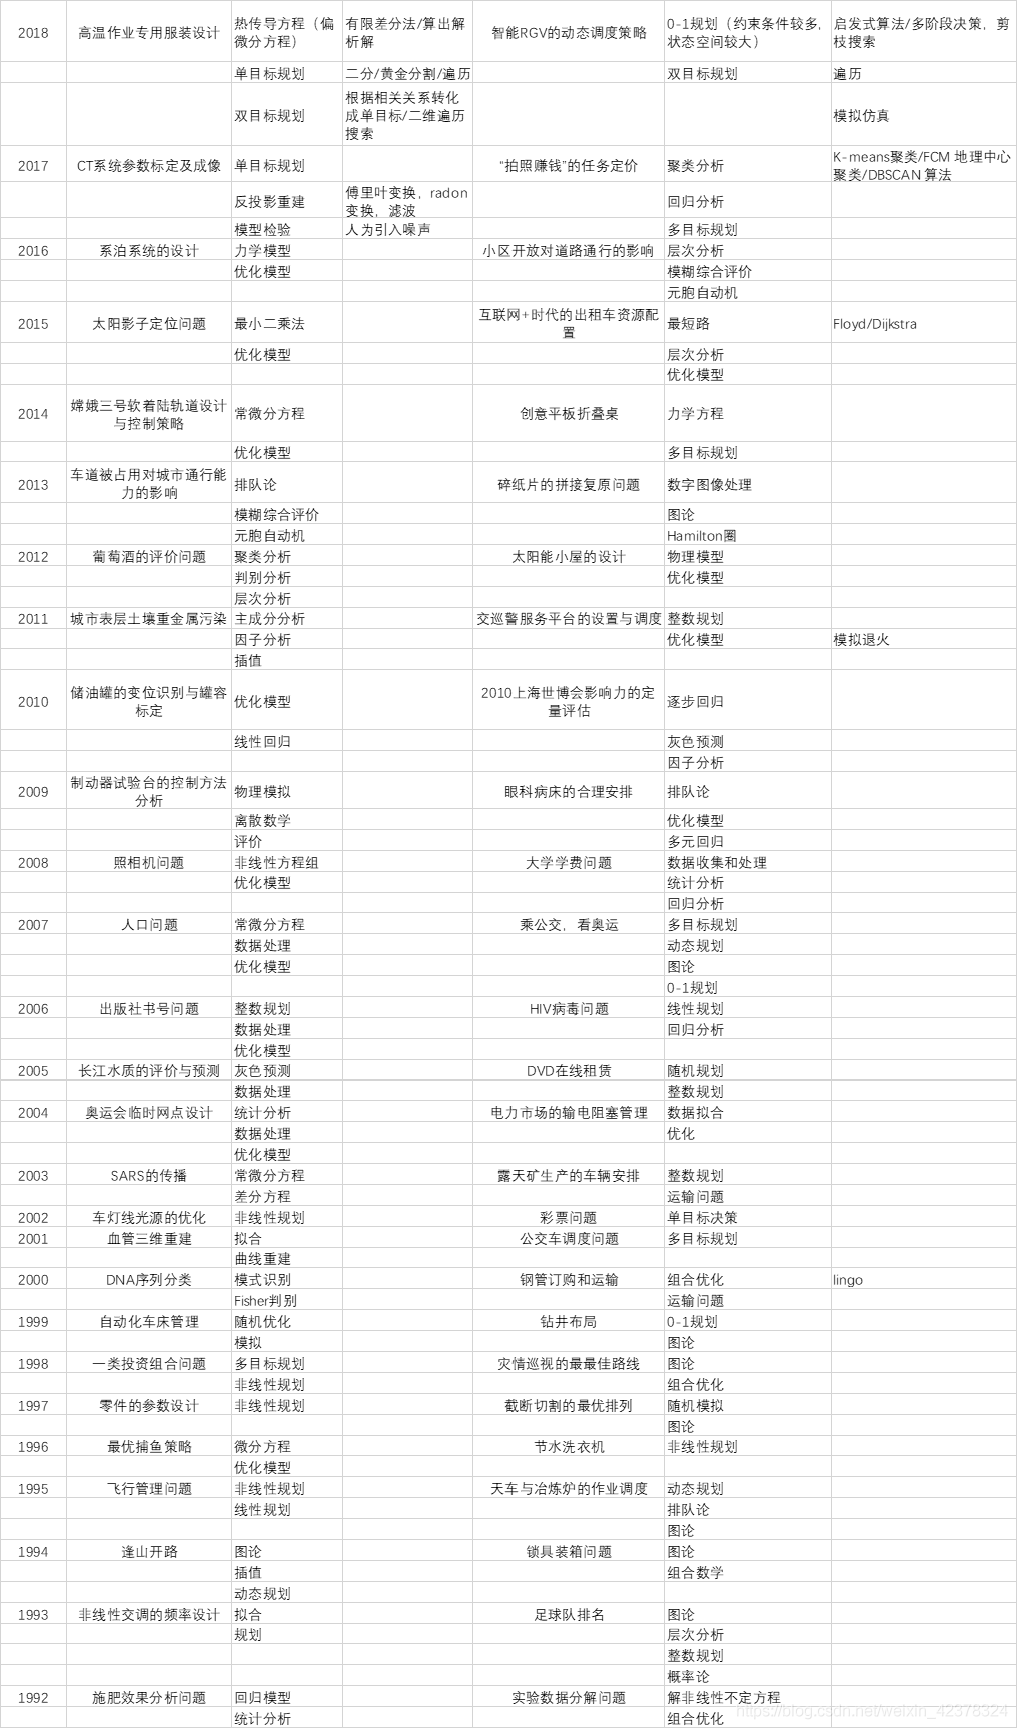 2018 高温作业专用服装设计 热传导方程（偏微分方程） 有限差分法/算出解析解 智能RGV的动态调度策略 0-1规划（约束条件较多,状态空间较大） 启发式算法/多阶段决策，剪枝搜索
单目标规划 二分/黄金分割/遍历 双目标规划 遍历
双目标规划 根据相关关系转化成单目标/二维遍历搜索 模拟仿真
2017 CT系统参数标定及成像 单目标规划 “拍照赚钱”的任务定价 聚类分析 K-means聚类/FCM 地理中心聚类/DBSCAN 算法
反投影重建 傅里叶变换，radon变换，滤波 回归分析
模型检验 人为引入噪声 多目标规划
2016 系泊系统的设计 力学模型 小区开放对道路通行的影响 层次分析
优化模型 模糊综合评价
元胞自动机
2015 太阳影子定位问题 最小二乘法 互联网+时代的出租车资源配置 最短路 Floyd/Dijkstra
优化模型 层次分析
优化模型
2014 嫦娥三号软着陆轨道设计与控制策略 常微分方程 创意平板折叠桌 力学方程
优化模型 多目标规划
2013 车道被占用对城市通行能力的影响 排队论 碎纸片的拼接复原问题 数字图像处理
模糊综合评价 图论
元胞自动机 Hamilton圈
2012 葡萄酒的评价问题 聚类分析 太阳能小屋的设计 物理模型
判别分析 优化模型
层次分析
2011 城市表层土壤重金属污染 主成分分析 交巡警服务平台的设置与调度 整数规划
因子分析 优化模型 模拟退火
插值
2010 储油罐的变位识别与罐容标定 优化模型 2010上海世博会影响力的定量评估 逐步回归
线性回归 灰色预测
因子分析
2009 制动器试验台的控制方法分析 物理模拟 眼科病床的合理安排 排队论
离散数学 优化模型
评价 多元回归
2008 照相机问题 非线性方程组 大学学费问题 数据收集和处理
优化模型 统计分析
回归分析
2007 人口问题 常微分方程 乘公交，看奥运 多目标规划
数据处理 动态规划
优化模型 图论
0-1规划
2006 出版社书号问题 整数规划 HIV病毒问题 线性规划
数据处理 回归分析
优化模型
2005 长江水质的评价与预测 灰色预测 DVD在线租赁 随机规划
数据处理 整数规划
2004 奥运会临时网点设计 统计分析 电力市场的输电阻塞管理 数据拟合
数据处理 优化
优化模型
2003 SARS的传播 常微分方程 露天矿生产的车辆安排 整数规划
差分方程 运输问题
2002 车灯线光源的优化 非线性规划 彩票问题 单目标决策
2001 血管三维重建 拟合 公交车调度问题 多目标规划
曲线重建
2000 DNA序列分类 模式识别 钢管订购和运输 组合优化 lingo
Fisher判别 运输问题
1999 自动化车床管理 随机优化 钻井布局 0-1规划
模拟 图论
1998 一类投资组合问题 多目标规划 灾情巡视的最最佳路线 图论
非线性规划 组合优化
1997 零件的参数设计 非线性规划 截断切割的最优排列 随机模拟
图论
1996 最优捕鱼策略 微分方程 节水洗衣机 非线性规划
优化模型
1995 飞行管理问题 非线性规划 天车与冶炼炉的作业调度 动态规划
线性规划 排队论
图论
1994 逢山开路 图论 锁具装箱问题 图论
插值 组合数学
动态规划
1993 非线性交调的频率设计 拟合 足球队排名 图论
规划 层次分析
整数规划
概率论
1992 施肥效果分析问题 回归模型 实验数据分解问题 解非线性不定方程
统计分析 组合优化
https://blog.csdn.net/weixin_42378324